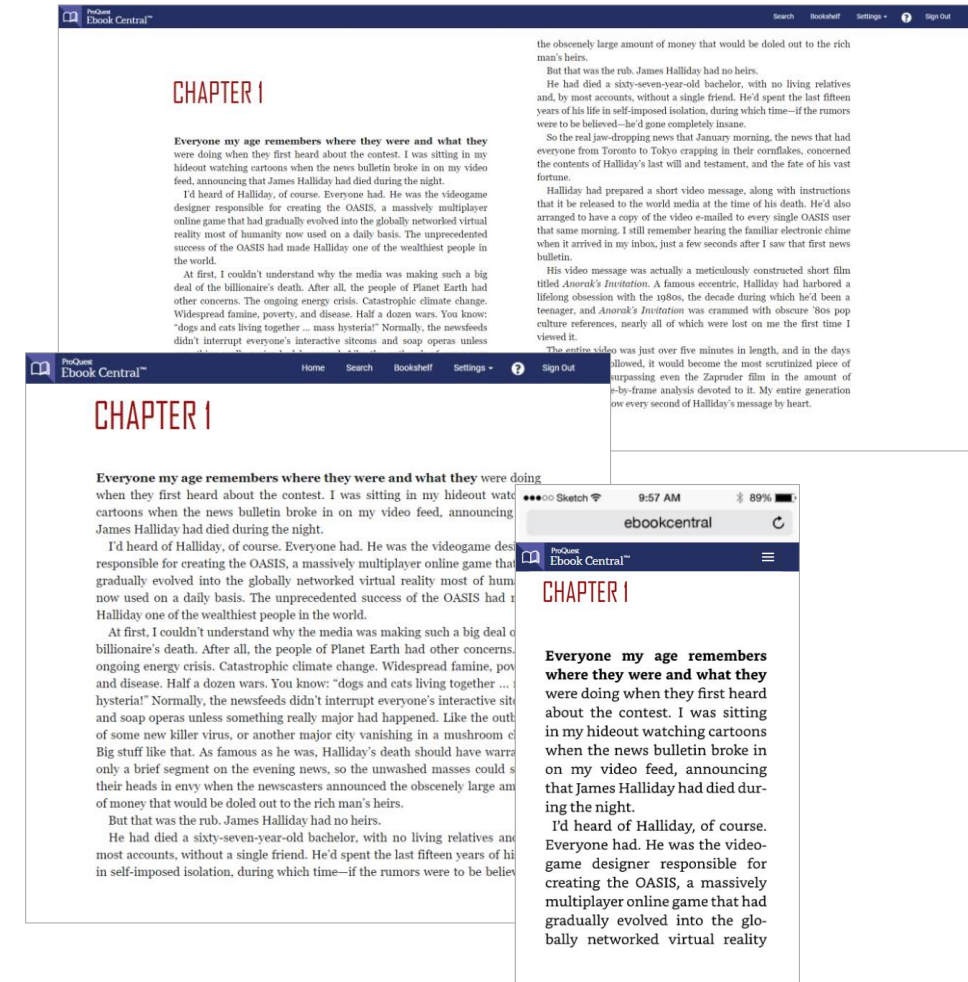 ProQuest
Ebook Central™
Search Bookshelf Settings ? Sign Out
CHAPTER 1
Everyone my age remembers where they were and what they
were doing when they first heard about the contest. I was sitting in my
hideout watching cartoons when the news bulletin broke in on my video
feed, announcing that James Halliday had died during the night.
I'd heard of Halliday, of course. Everyone had. He was the videogame
designer responsible for creating the OASIS, a massively multiplayer
online game that had gradually evolved into the globally networked virtual
reality most of humanity now used on a daily basis. The unprecedented
success of the OASIS had made Halliday one of the wealthiest people in
the world.
At first, I couldn't understand why the media was making such a big
deal of the billionaire's death. After all, the people of Planet Earth had
other concerns. The ongoing energy crisis. Catastrophic climate change.
Widespread famine, poverty, and disease. Half a dozen wars. You know:
“dogs and cats living together ... mass hysteria!” Normally, the newsfeeds
didn't interrupt everyone's interactive sitcoms and soap operas unless
the obscenely large amount of money that would be doled out to the rich
man's heirs.
But that was the rub. James Halliday had no heirs.
He had died a sixty-seven-year-old bachelor, with no living relatives
and, by most accounts, without a single friend. He'd spent the last fifteen
years of his life in self-imposed isolation, during which time—if the rumors
were to be believed—he'd gone completely insane.
So the real jaw-dropping news that January morning, the news that had
everyone from Toronto to Tokyo crapping in their cornflakes, concerned
the contents of Halliday's last will and testament, and the fate of his vast
fortune.
Halliday had prepared a short video message, along with instructions
that it be released to the world media at the time of his death. He'd also
arranged to have a copy of the video e-mailed to every single OASIS user
that same morning. I still remember hearing the familiar electronic chime
when it arrived in my inbox, just a few seconds after I saw that first news
bulletin.
His video message was actually a meticulously constructed short film
titled Anorak's Invitation. A famous eccentric, Halliday had harbored a
lifelong obsession with the 1980s, the decade during which he'd been a
teenager, and Anorak's Invitation was crammed with obscure '80s pop
culture references, nearly all of which were lost on me the first time I
viewed it.
The entire video was just over five minutes in length, and in the days
ollowed, it would become the most scrutinized piece of
surpassing even the Zapruder film in the amount of
e-by-frame analysis devoted to it. My entire generation
ow every second of Halliday's message by heart.
ProQuest
Ebook Central™
Home Search Bookshelf Settings ? Sign Out
CHAPTER 1
Everyone my age remembers where they were and what they were doing
when they first heard about the contest. I was sitting in my hideout watc
cartoons when the news bulletin broke in on my video feed, announcing
James Halliday had died during the night.
I'd heard of Halliday, of course. Everyone had. He was the videogame desi
responsible for creating the OASIS, a massively multiplayer online game that
gradually evolved into the globally networked virtual reality most of hum
now used on a daily basis. The unprecedented success of the OASIS had
Halliday one of the wealthiest people in the world.
At first, I couldn't understand why the media was making such a big deal o
billionaire's death. After all, the people of Planet Earth had other concerns.
ongoing energy crisis. Catastrophic climate change. Widespread famine, pov
and disease. Half a dozen wars. You know: “dogs and cats living together ...
hysteria!” Normally, the newsfeeds didn't interrupt everyone's interactive sitc
and soap operas unless something really major had happened. Like the outb
of some new killer virus, or another major city vanishing in a mushroom c
Big stuff like that. As famous as he was, Halliday's death should have warra
only a brief segment on the evening news, so the unwashed masses could s
their heads in envy when the newscasters announced the obscenely large am
of money that would be doled out to the rich man's heirs.
But that was the rub. James Halliday had no heirs.
He had died a sixty-seven-year-old bachelor, with no living relatives and
most accounts, without a single friend. He'd spent the last fifteen years of hi
in self-imposed isolation, during which time—if the rumors were to be believ
Sketch 9:57 AM 89%
ebookcentral
ProQuest
Ebook Central™
CHAPTER 1
Everyone my age remembers
where they were and what they
were doing when they first heard
about the contest. I was sitting
in my hideout watching cartoons
when the news bulletin broke in
on my video feed, announcing
that James Halliday had died dur-
ing the night.
I'd heard of Halliday, of course.
Everyone had. He was the video-
game designer responsible for
creating the OASIS, a massively
multiplayer online game that had
gradually evolved into the glo-
bally networked virtual reality